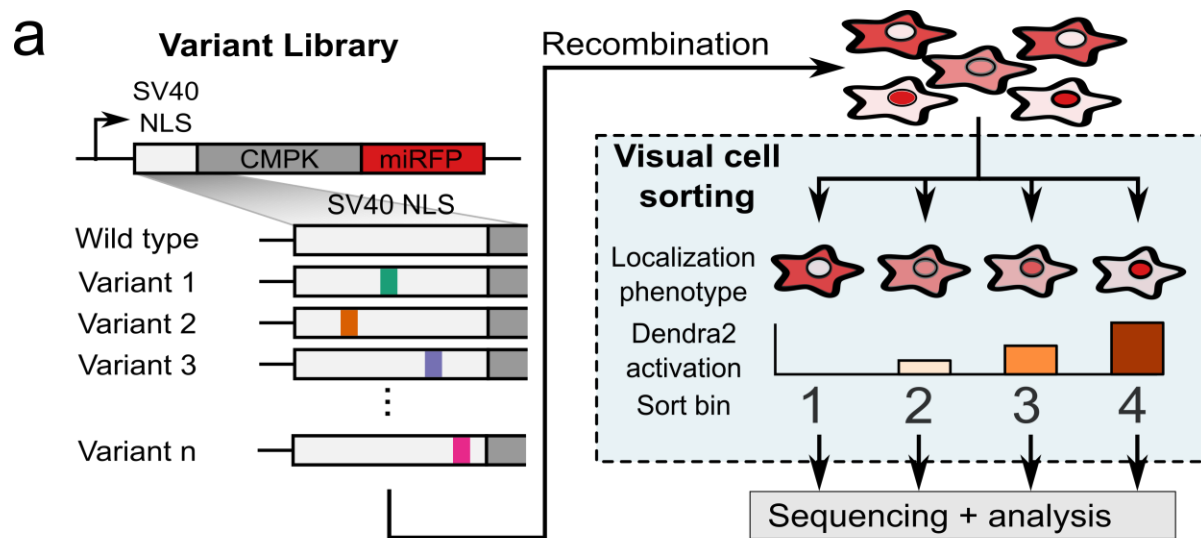 a
Variant Library
SV40
NLS
CMPK
miRFP
SV40 NLS
Wild type
Variant 1
Variant 2
Variant 3
Variant n
Recombination
Visual cell
sorting
Localization
phenotype
Dendra2
activation
Sort bin
1 2 3 4
Sequencing + analysis